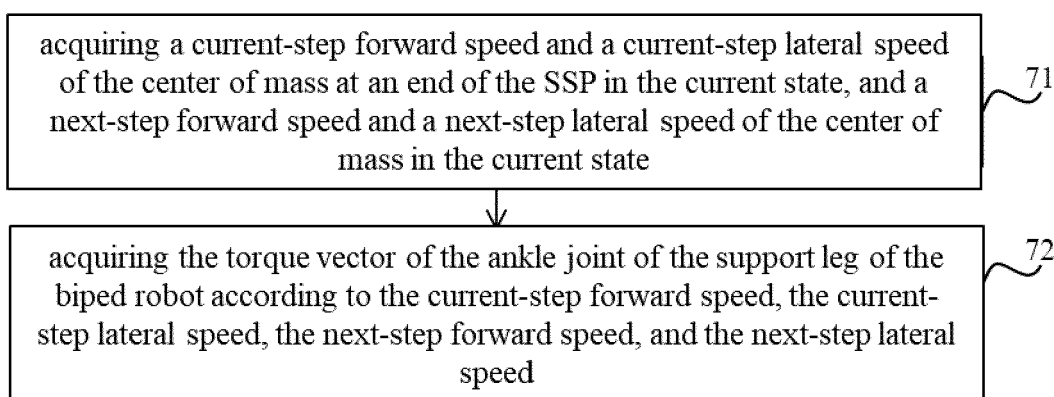 acquiring a current-step forward speed and a current-step lateral speed
of the center of mass at an end of the SSP in the current state, and a
next-step forward speed and a next-step lateral speed of the center of
mass in the current state
71
acquiring the torque vector of the ankle joint of the support leg of the
biped robot according to the current-step forward speed, the current-
step lateral speed, the next-step forward speed, and the next-step lateral
speed
72